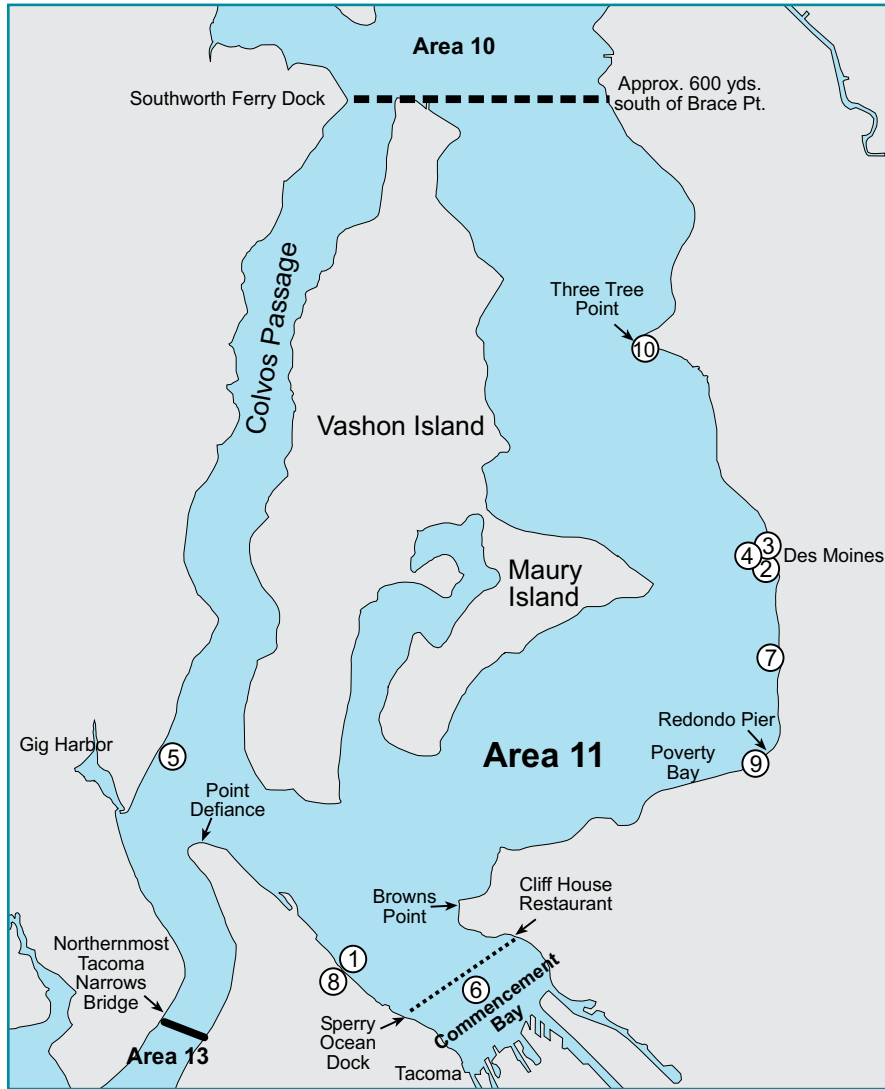 Area 10
Southworth Ferry Dock
Approx. 600 yds.
south of Brace Pt.
Colvos Passage
Three Tree
Point
10
Vashon Island
3
4
2
Des Moines
Maury
Island
7
Redondo Pier
Gig Harbor
5
Area 11
Poverty
Bay
9
Point
Defiance
Browns
Point
Cliff House
Restaurant
Northernmost
Tacoma
Narrows
Bridge
1
8
6
Commencement
Bay
Sperry
Ocean
Dock
Area 13
Tacoma